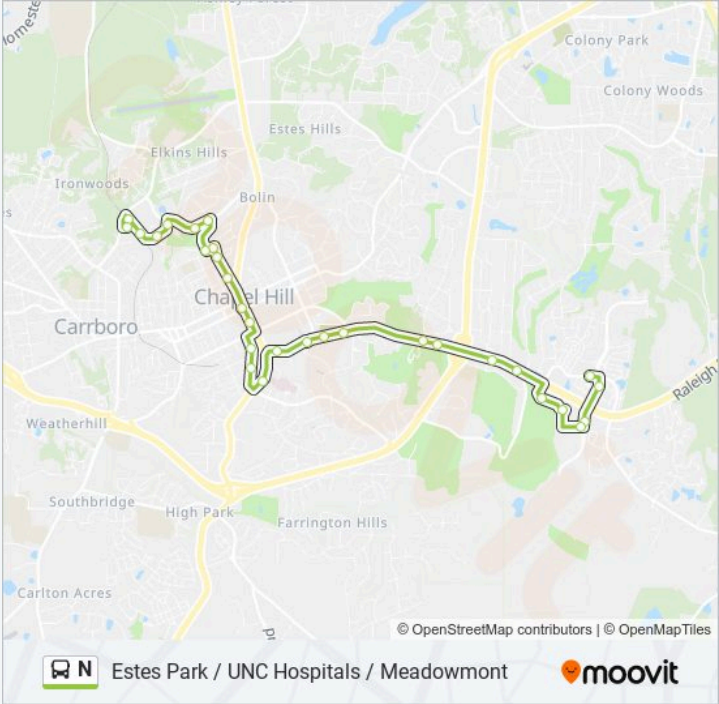 Colony Park
Colony Woods
Estes Hills
Elkins Hills
Ironwoods
Bolin
Chapel Hill
Carrboro
Raleigh
Weatherhill
Southbridge
High Park
Farrington Hills
Carlton Acres
© OpenStreetMap contributors | © OpenMapTiles
N Estes Park / UNC Hospitals / Meadowmont
moovit